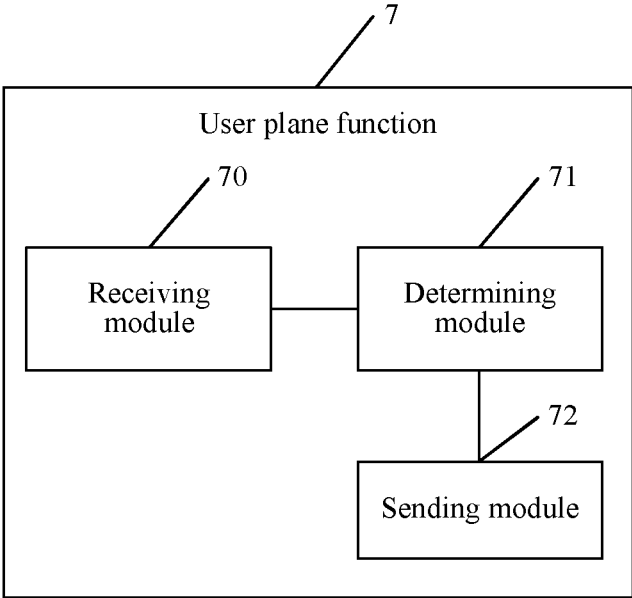 7
User plane function
70
71
Receiving
module
Determining
module
72
Sending module